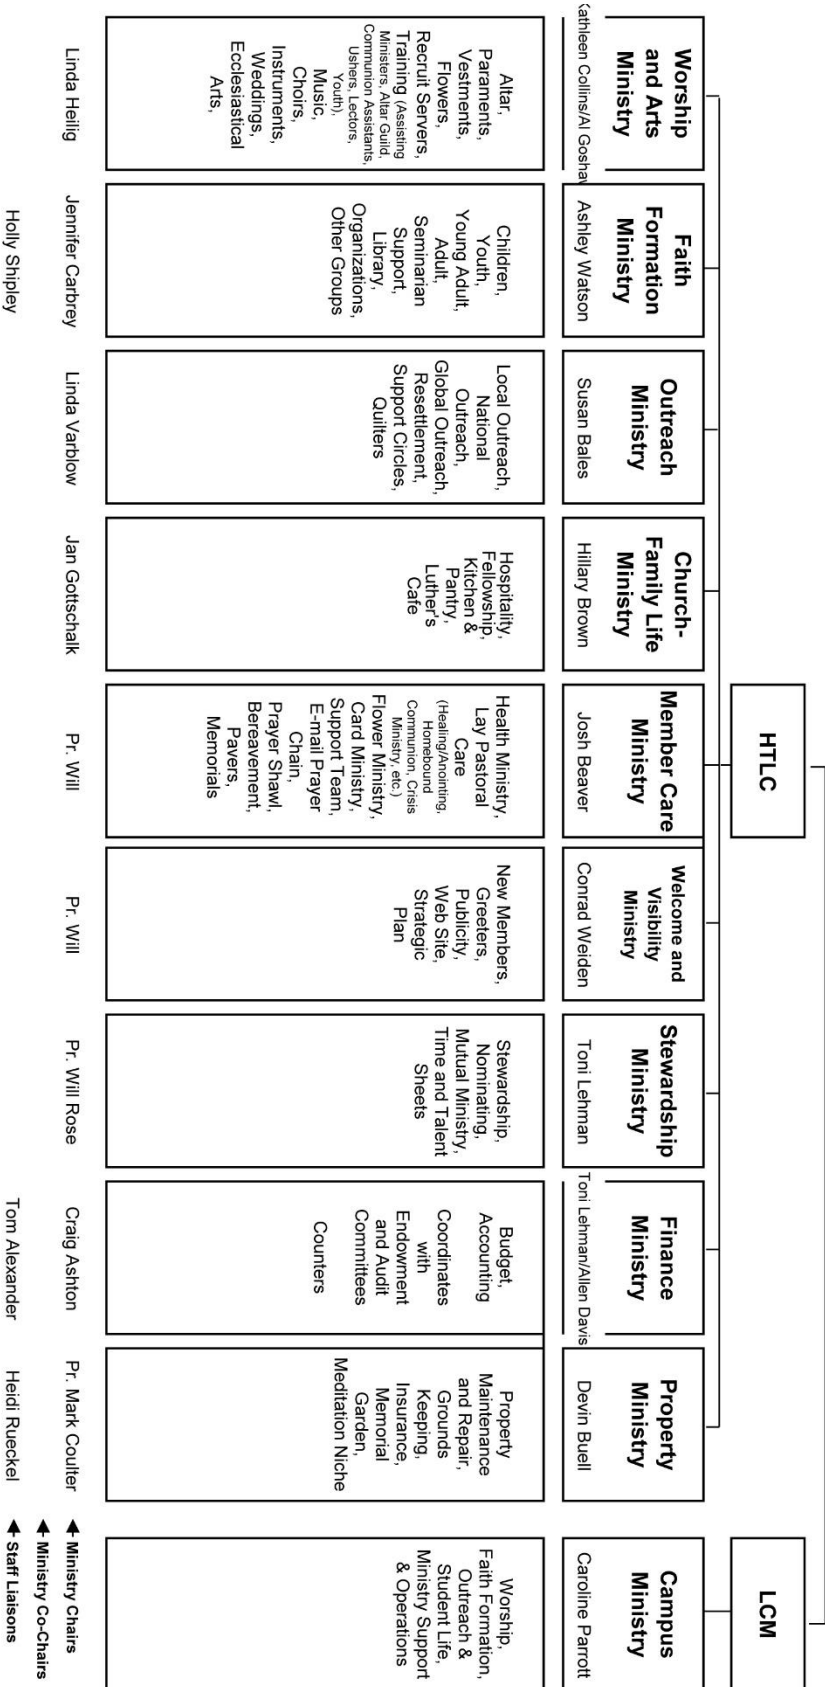 HTLC
LCM
Worship
and Arts
Ministry
Kathleen Collins/Al Goshaw
Altar,
Paraments,
Vestments,
Flowers,
Recruit Servers,
Training (Assisting
Ministers, Altar Guild,
Communion Assistants,
Ushers, Lectors,
Youth),
Music,
Choirs,
Instruments,
Weddings,
Ecclesiastical
Arts,
Linda Heilig
Faith
Formation
Ministry
Ashley Watson
Children,
Youth,
Young Adult,
Adult,
Seminarian
Support,
Library,
Organizations,
Other Groups
Jennifer Carbrey
Holly Shipley
Outreach
Ministry
Susan Bales
Local Outreach,
National
Outreach,
Global Outreach,
Resettlement,
Support Circles,
Quilters
Linda Varblow
Church-
Family Life
Ministry
Hillary Brown
Hospitality,
Fellowship,
Kitchen &
Pantry,
Luther's
Cafe
Jan Gottschalk
Member Care
Ministry
Josh Beaver
Health Ministry,
Lay Pastoral
Care
(Healing/Anointing,
Homebound
Communion, Crisis
Ministry, etc.)
Flower Ministry,
Card Ministry,
Support Team,
E-mail Prayer
Chain,
Prayer Shawl,
Bereavement,
Pavers,
Memorials
Pr. Will
Welcome and
Visibility
Ministry
Conrad Weiden
New Members,
Greeters,
Publicity,
Web Site,
Strategic
Plan
Pr. Will
Stewardship
Ministry
Toni Lehman
Stewardship,
Nominating,
Mutual Ministry,
Time and Talent
Sheets
Pr. Will Rose
Finance
Ministry
Toni Lehman/Allen Davis
Budget,
Accounting
Coordinates
with
Endowment
and Audit
Committees
Counters
Craig Ashton
Tom Alexander
Property
Ministry
Devin Buell
Property
Maintenance
and Repair,
Grounds
Keeping,
Insurance,
Memorial
Garden,
Meditation Niche
Pr. Mark Coulter
Heidi Rueckel
Campus
Ministry
Caroline Parrott
Worship,
Faith Formation,
Outreach &
Student Life,
Ministry Support
& Operations
Ministry Chairs
Ministry Co-Chairs
Staff Liaisons